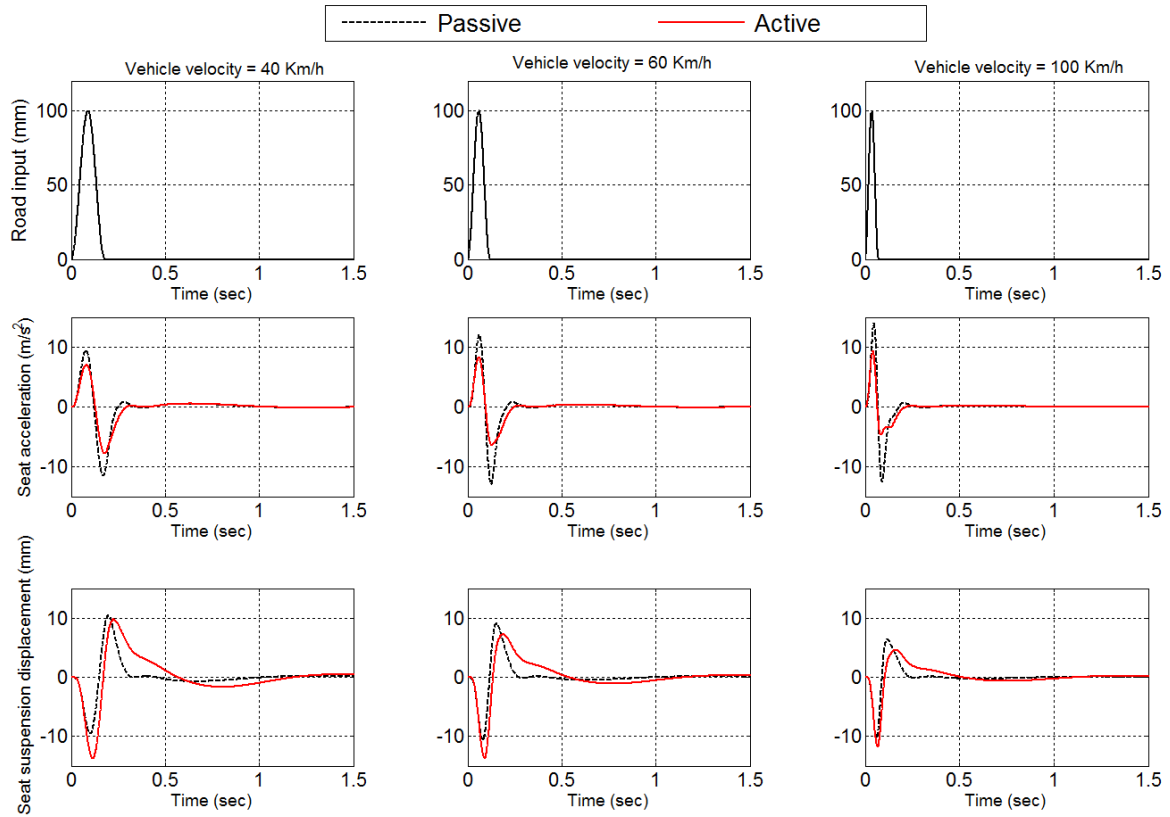 Passive Active
Vehicle velocity = 40 Km/h Vehicle velocity = 60 Km/h Vehicle velocity = 100 Km/h
Road input (mm)
100 100 100
50 50 50
0 0 0
0 0.5 1 1.5 0 0.5 1 1.5 0 0.5 1 1.5
Time (sec) Time (sec) Time (sec)
Seat acceleration (m/s²)
10 10 10
0 0 0
-10 -10 -10
0 0.5 1 1.5 0 0.5 1 1.5 0 0.5 1 1.5
Time (sec) Time (sec) Time (sec)
Seat suspension displacement (mm)
10 10 10
0 0 0
-10 -10 -10
0 0.5 1 1.5 0 0.5 1 1.5 0 0.5 1 1.5
Time (sec) Time (sec) Time (sec)